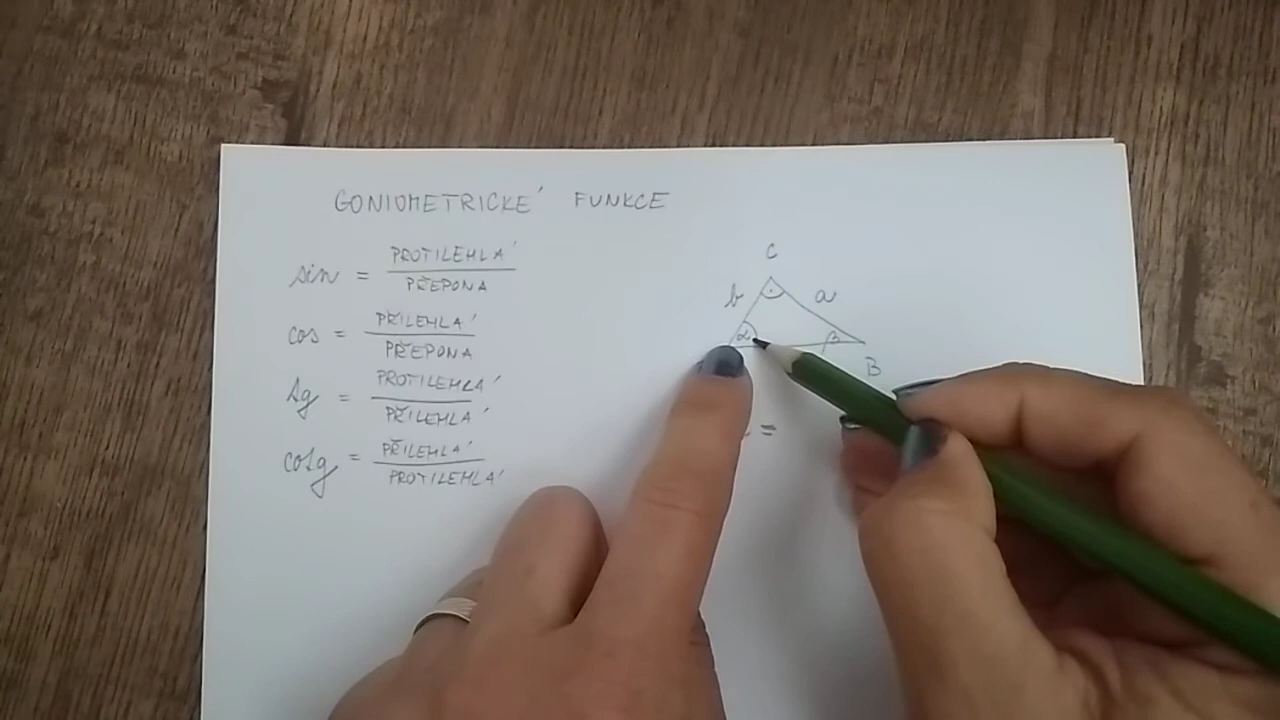 GONIOMETRICKÉ FUNKCE
sin = PROTILEHLÁ
PŘEPONA
cos = PŘILEHLÁ
PŘEPONA
tg = PROTILEHLÁ
PŘILEHLÁ
cotg = PŘILEHLÁ
PROTILEHLÁ
C
b a
α β
B
=